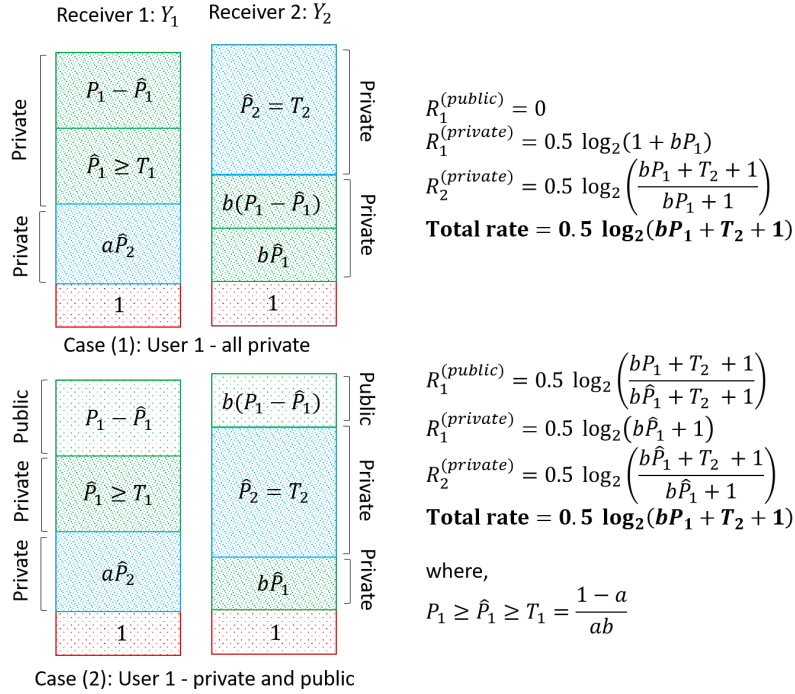 Receiver 1: Y₁
Receiver 2: Y₂
Private
P₁ − P̂₁
P̂₁ ≥ T₁
Private
aP̂₂
1
P̂₂ = T₂
Private
b(P₁ − P̂₁)
bP̂₁
Private
1
Case (1): User 1 - all private
R₁^(public) = 0
R₁^(private) = 0.5 log₂(1 + bP₁)
R₂^(private) = 0.5 log₂((bP₁ + T₂ + 1)/(bP₁ + 1))
Total rate = 0.5 log₂(bP₁ + T₂ + 1)
Public
P₁ − P̂₁
Private
P̂₁ ≥ T₁
Private
aP̂₂
1
b(P₁ − P̂₁)
Public
P̂₂ = T₂
Private
bP̂₁
Private
1
Case (2): User 1 - private and public
R₁^(public) = 0.5 log₂((bP₁ + T₂ + 1)/(bP̂₁ + T₂ + 1))
R₁^(private) = 0.5 log₂(bP̂₁ + 1)
R₂^(private) = 0.5 log₂((bP̂₁ + T₂ + 1)/(bP̂₁ + 1))
Total rate = 0.5 log₂(bP₁ + T₂ + 1)
where,
P₁ ≥ P̂₁ ≥ T₁ = (1 − a)/(ab)